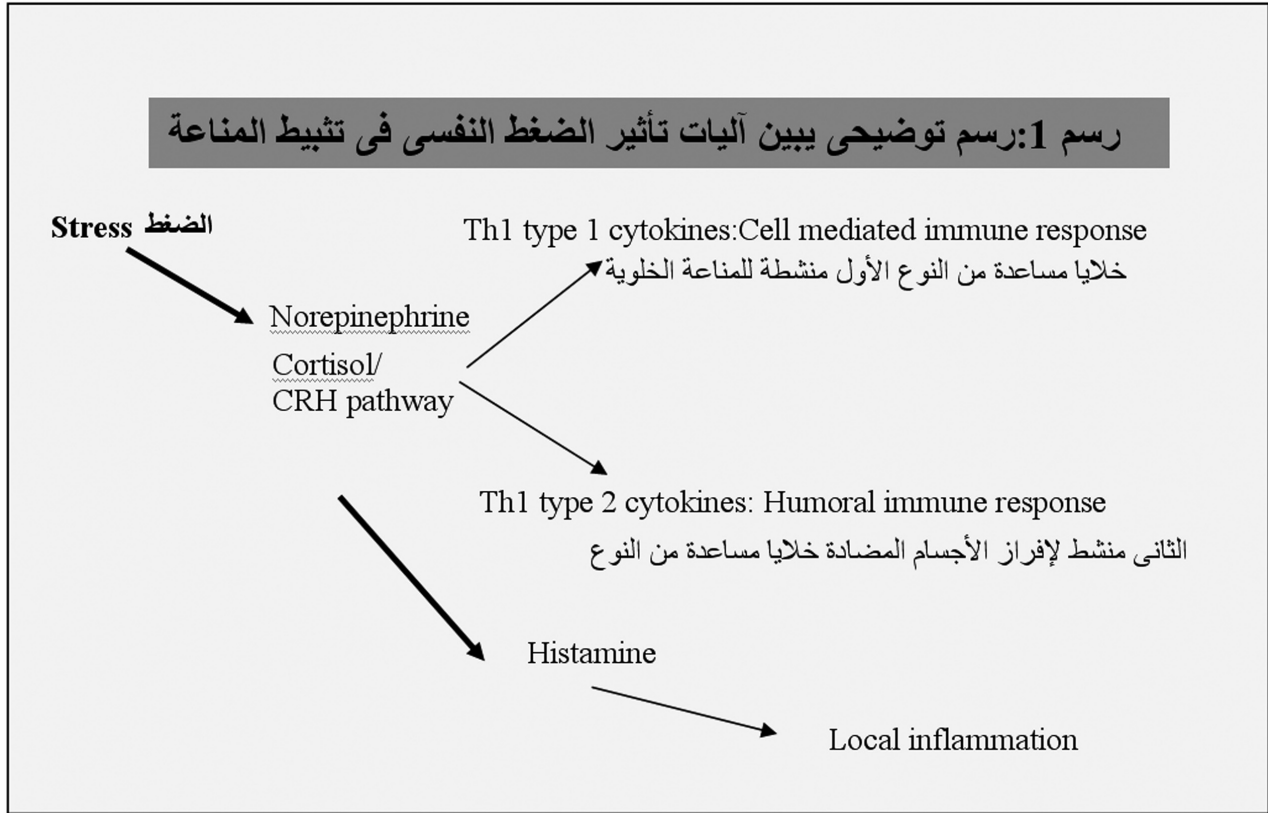 رسم 1:رسم توضيحى يبين آليات تأثير الضغط النفسى فى تثبيط المناعة
Stress الضغط
Th1 type 1 cytokines:Cell mediated immune response
خلايا مساعدة من النوع الأول منشطة للمناعة الخلوية
Norepinephrine
Cortisol/
CRH pathway
Th1 type 2 cytokines: Humoral immune response
الثانى منشط لإفراز الأجسام المضادة خلايا مساعدة من النوع
Histamine
Local inflammation